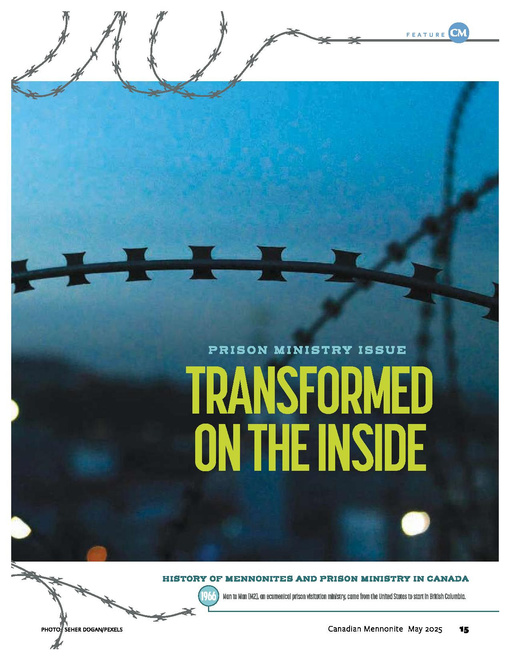 FEATURE CM
PRISON MINISTRY ISSUE
TRANSFORMED
ON THE INSIDE
HISTORY OF MENNONITES AND PRISON MINISTRY IN CANADA
1966 Man to Man (M2), an ecumenical prison visitation ministry, came from the United States to start in British Columbia.
PHOTO: SEHER DOGAN/PEXELS
Canadian Mennonite May 2025 15